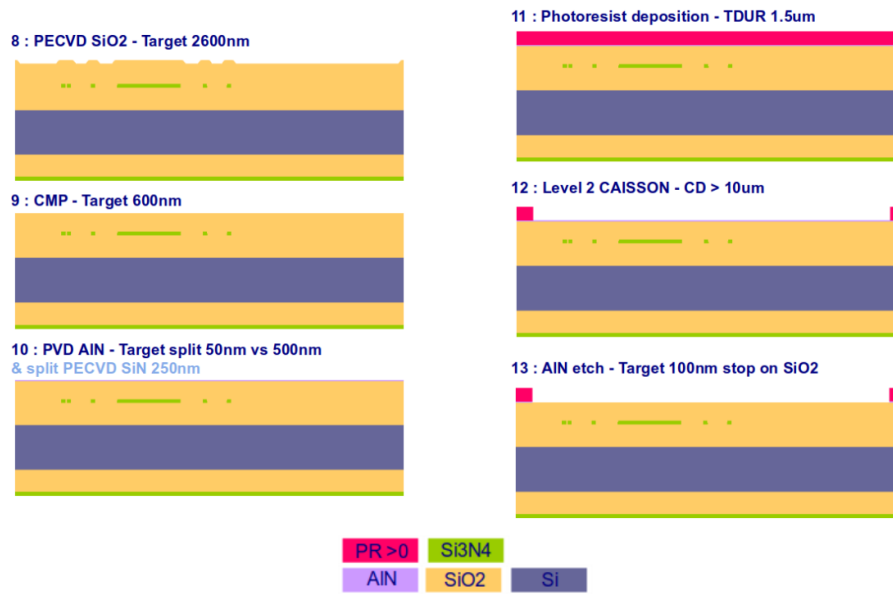 8 : PECVD SiO2 - Target 2600nm
9 : CMP - Target 600nm
10 : PVD AlN - Target split 50nm vs 500nm
& split PECVD SiN 250nm
11 : Photoresist deposition - TDUR 1.5um
12 : Level 2 CAISSON - CD > 10um
13 : AlN etch - Target 100nm stop on SiO2
PR >0 Si3N4
AlN SiO2 Si